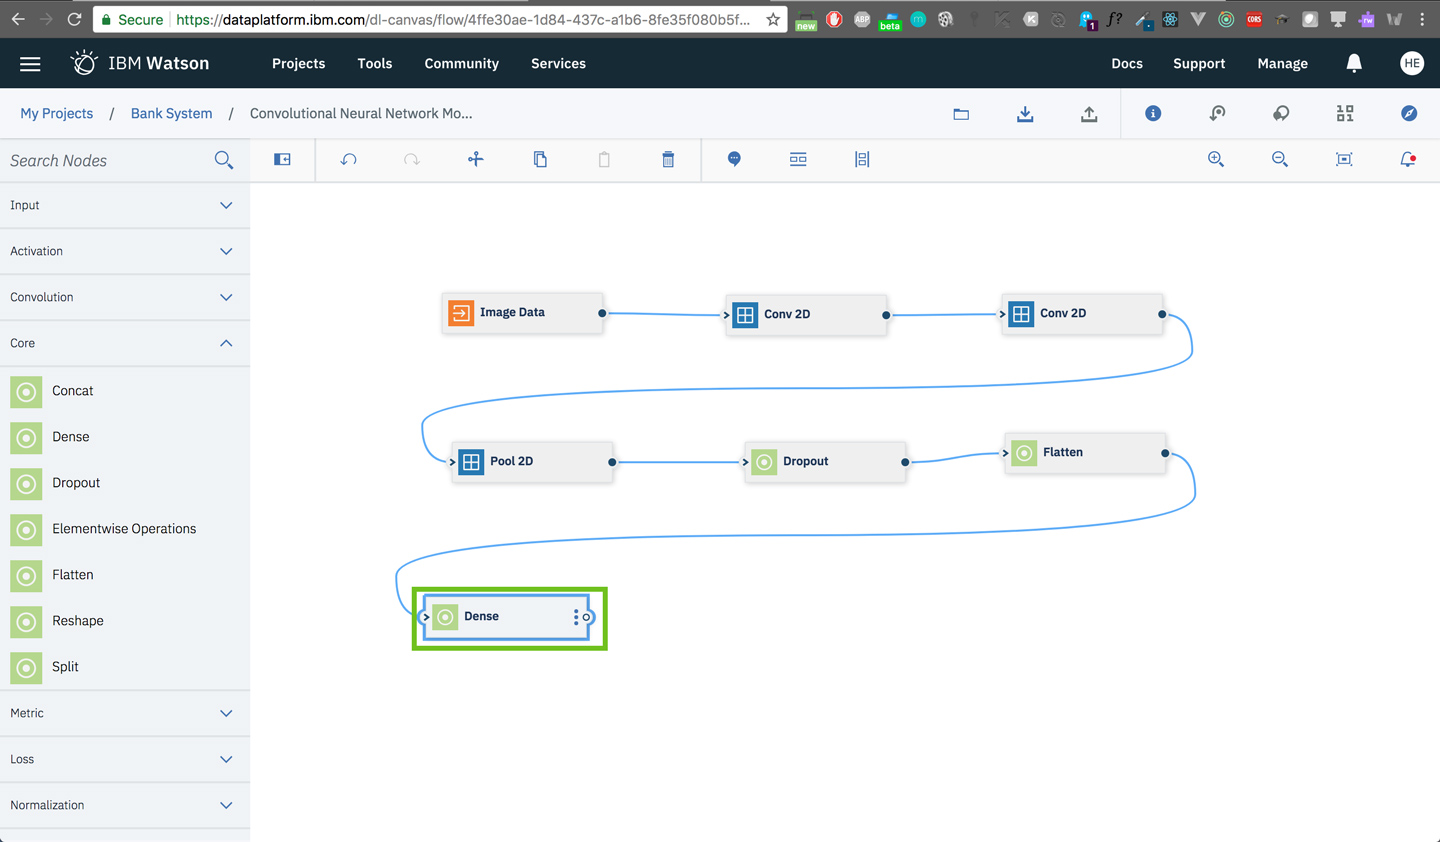 Secure https://dataplatform.ibm.com/dl-canvas/flow/4ffe30ae-1d84-437c-a1b6-8fe35f080b5f...
new ABP beta m K 1 f? CORS rw W
IBM Watson Projects Tools Community Services Docs Support Manage HE
My Projects / Bank System / Convolutional Neural Network Mo...
Search Nodes
Input
Activation
Convolution
Core
Concat
Dense
Dropout
Elementwise Operations
Flatten
Reshape
Split
Metric
Loss
Normalization
Image Data
Conv 2D
Conv 2D
Pool 2D
Dropout
Flatten
Dense